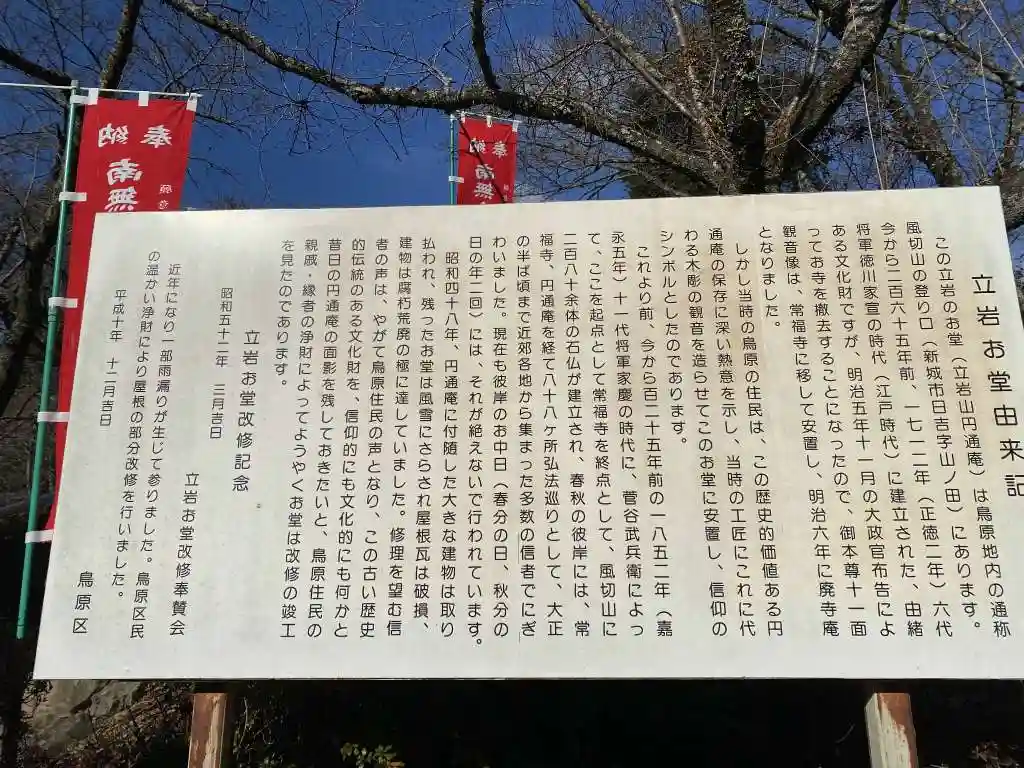 立岩お堂由来記
この立岩のお堂(立岩山円通庵)は鳥原地内の通称
風切山の登り口(新城市日吉字山ノ田)にあります。
今から二百六十五年前、一七一二年(正徳二年)六代
将軍徳川家宣の時代(江戸時代)に建立された、由緒
ある文化財ですが、明治五年十一月の大政官布告によ
ってお寺を撤去することになったので、御本尊十一面
観音像は、常福寺に移して安置し、明治六年に廃寺庵
となりました。
しかし当時の鳥原の住民は、この歴史的価値ある円
通庵の保存に深い熱意を示し、当時の工匠にこれに代
わる木彫の観音を造らせてこのお堂に安置し、信仰の
シンボルとしたのであります。
これより前、今から百二十五年前の一八五二年(嘉
永五年)十一代将軍家慶の時代に、菅谷武兵衛によっ
て、ここを起点として常福寺を終点として、風切山に
二百八十余体の石仏が建立され、春秋の彼岸には、常
福寺、円通庵を経て八十八ヶ所弘法巡りとして、大正
の半ば頃まで近郊各地から集まった多数の信者でにぎ
わいました。現在も彼岸のお中日(春分の日、秋分の
日の年二回)には、それが絶えないで行われています。
昭和四十八年、円通庵に付随した大きな建物は取り
払われ、残ったお堂は風雪にさらされ屋根瓦は破損、
建物は腐朽荒廃の極に達していました。修理を望む信
者の声は、やがて鳥原住民の声となり、この古い歴史
的伝統のある文化財を、信仰的にも文化的にも何かと
昔日の円通庵の面影を残しておきたいと、鳥原住民の
親戚・縁者の浄財によってようやくお堂は改修の竣工
を見たのであります。
立岩お堂改修記念
昭和五十二年 三月吉日
立岩お堂改修奉賛会
近年になり一部雨漏りが生じて参りました。鳥原区民
の温かい浄財により屋根の部分改修を行いました。
平成十年 十二月吉日
鳥原区
奉納
南無
奉納
南無